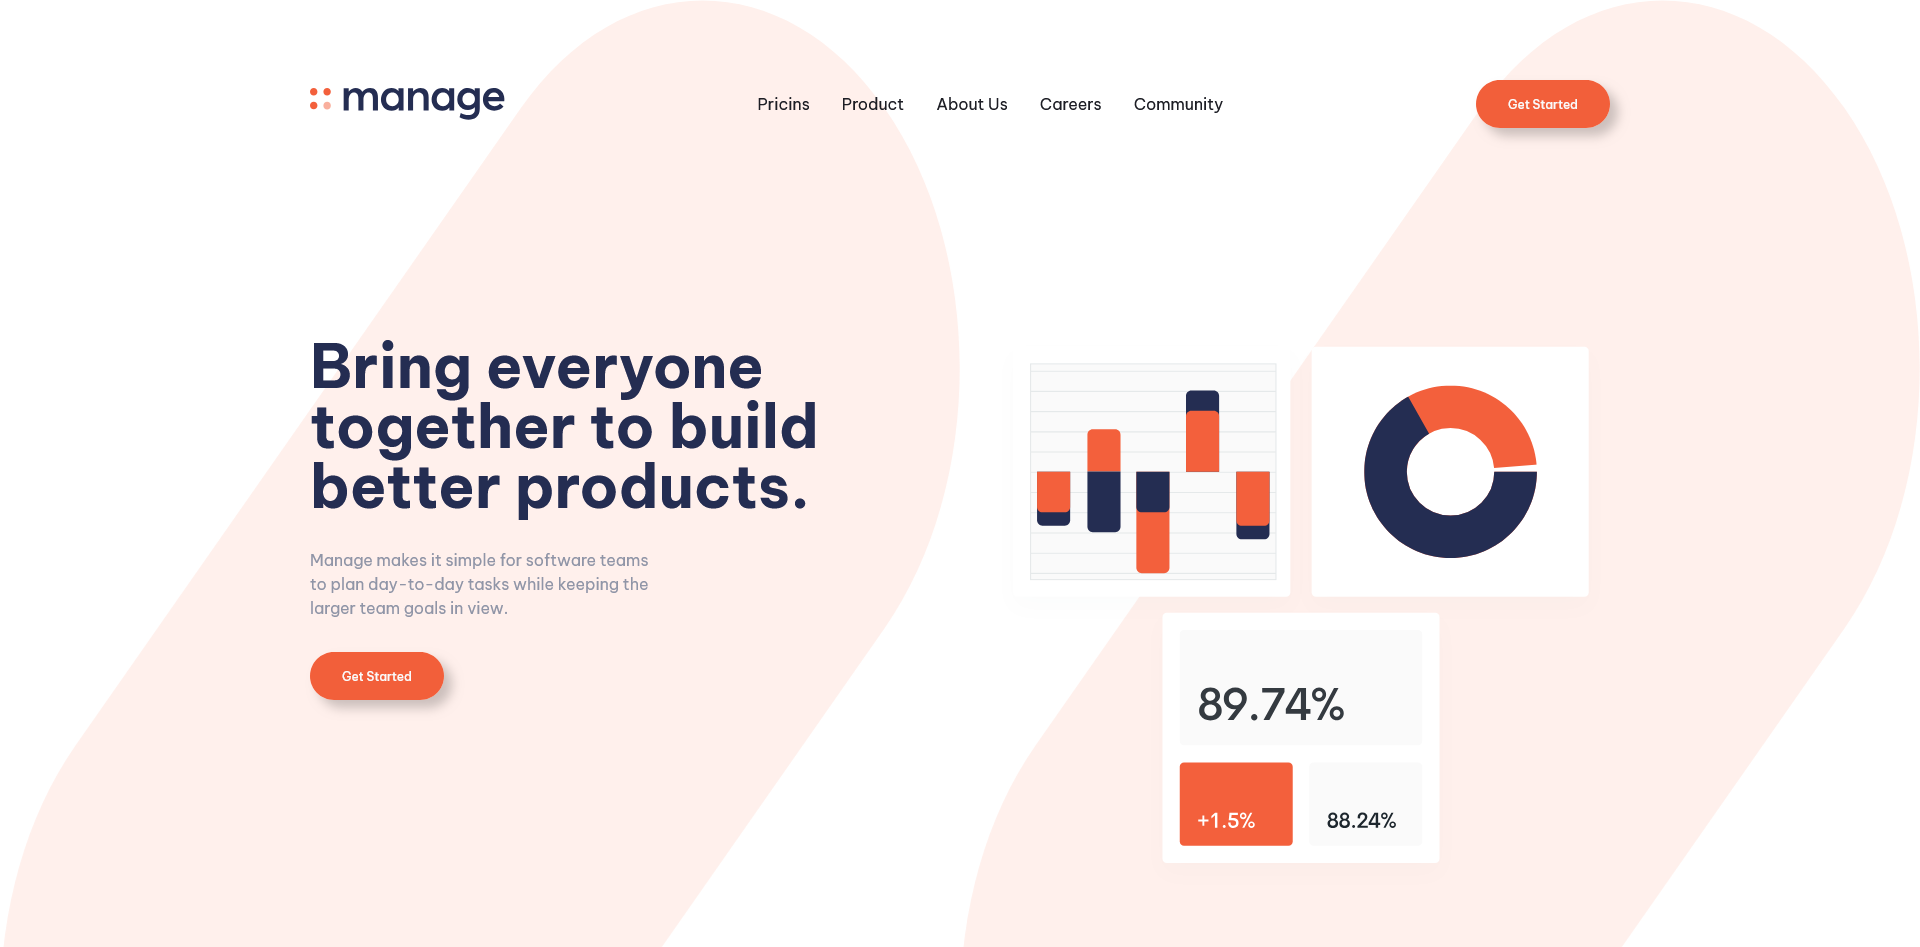 manage
Pricins
Product
About Us
Careers
Community
Get Started
Bring everyone
together to build
better products.
Manage makes it simple for software teams
to plan day-to-day tasks while keeping the
larger team goals in view.
Get Started
89.74%
+1.5%
88.24%